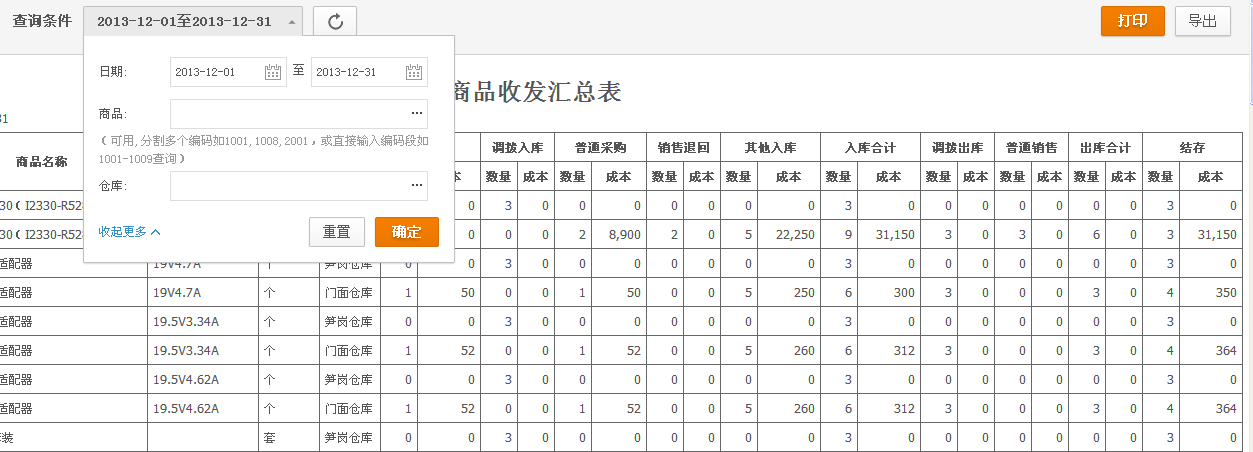 查询条件 2013-12-01至2013-12-31 打印 导出
日期: 2013-12-01 至 2013-12-31
商品收发汇总表
商品: ...
(可用,分割多个编码如1001,1008,2001,或直接输入编码段如
1001-1009查询)
仓库: ...
收起更多 重置 确定
31
商品名称 调拨入库 普通采购 销售退回 其他入库 入库合计 调拨出库 普通销售 出库合计 结存
本 数量 成本 数量 成本 数量 成本 数量 成本 数量 成本 数量 成本 数量 成本 数量 成本 数量 成本
330(I2330-R528 0 3 0 0 0 0 0 0 0 3 0 0 0 0 0 0 0 3 0
330(I2330-R528 0 0 0 2 8,900 2 0 5 22,250 9 31,150 3 0 3 0 6 0 3 31,150
适配器 19V4.7A 个 笋岗仓库 0 0 3 0 0 0 0 0 0 0 3 0 0 0 0 0 0 0 3 0
适配器 19V4.7A 个 门面仓库 1 50 0 0 1 50 0 0 5 250 6 300 3 0 0 0 3 0 4 350
适配器 19.5V3.34A 个 笋岗仓库 0 0 3 0 0 0 0 0 0 0 3 0 0 0 0 0 0 0 3 0
适配器 19.5V3.34A 个 门面仓库 1 52 0 0 1 52 0 0 5 260 6 312 3 0 0 0 3 0 4 364
适配器 19.5V4.62A 个 笋岗仓库 0 0 3 0 0 0 0 0 0 0 3 0 0 0 0 0 0 0 3 0
适配器 19.5V4.62A 个 门面仓库 1 52 0 0 1 52 0 0 5 260 6 312 3 0 0 0 3 0 4 364
装 套 笋岗仓库 0 0 3 0 0 0 0 0 0 0 3 0 0 0 0 0 0 0 3 0